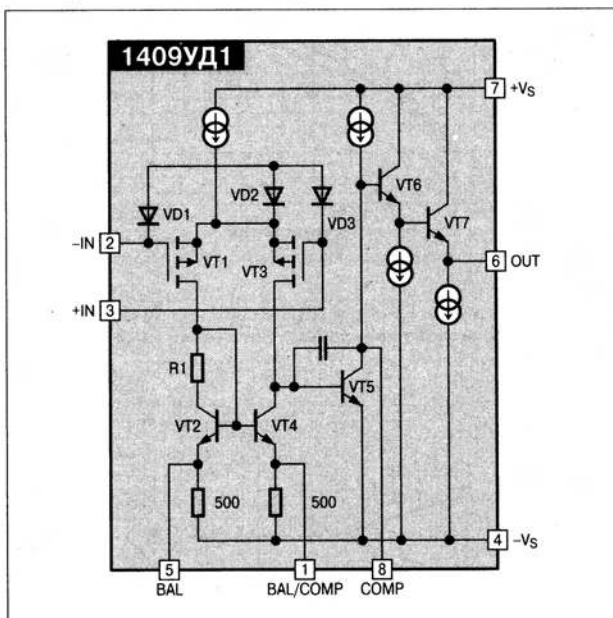 1409УД1
7 +VS
VT6
VD2
VD1
VD3
VT7
–IN 2
VT1
VT3
6 OUT
+IN 3
R1
VT5
VT2
VT4
500
500
4 –VS
5
1
8
BAL
BAL/COMP
COMP